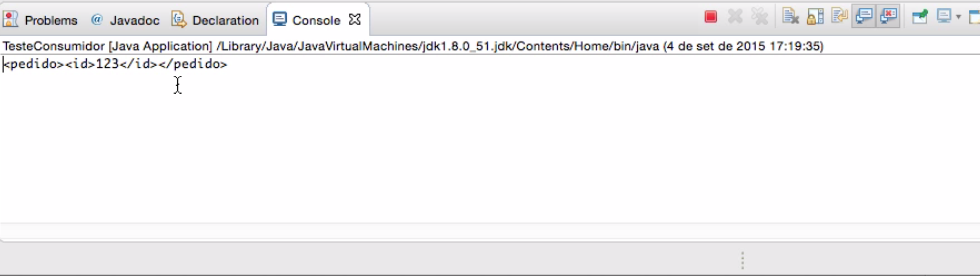 Problems @ Javadoc Declaration Console
TesteConsumidor [Java Application] /Library/Java/JavaVirtualMachines/jdk1.8.0_51.jdk/Contents/Home/bin/java (4 de set de 2015 17:19:35)
<pedido><id>123</id></pedido>